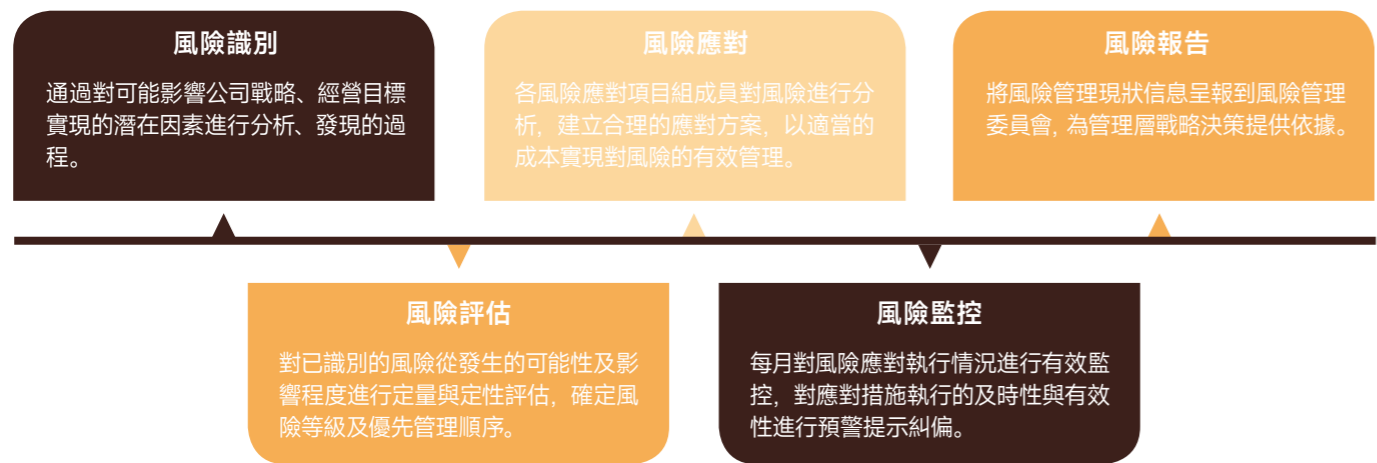 風險識別
通過對可能影響公司戰略、經營目標
實現的潛在因素進行分析、發現的過
程。
風險評估
對已識別的風險從發生的可能性及影
響程度進行定量與定性評估，確定風
險等級及優先管理順序。
風險應對
各風險應對項目組成員對風險進行分
析，建立合理的應對方案，以適當的
成本實現對風險的有效管理。
風險監控
每月對風險應對執行情況進行有效監
控，對應對措施執行的及時性與有效
性進行預警提示糾偏。
風險報告
將風險管理現狀信息呈報到風險管理
委員會，為管理層戰略決策提供依據。